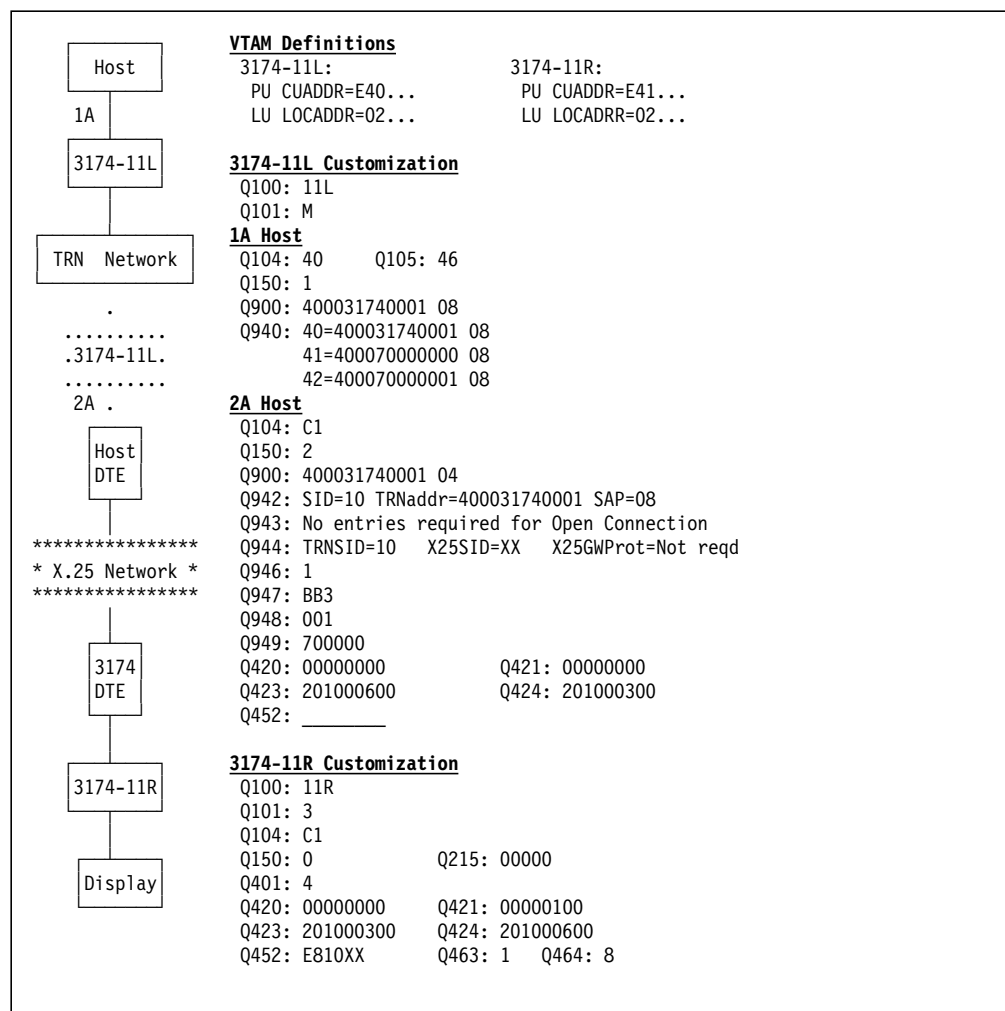 VTAM Definitions
Host 3174-11L: 3174-11R:
PU CUADDR=E40... PU CUADDR=E41...
1A LU LOCADDR=02... LU LOCADRR=02...
3174-11L 3174-11L Customization
Q100: 11L
Q101: M
1A Host
TRN Network Q104: 40 Q105: 46
Q150: 1
. Q900: 400031740001 08
.......... Q940: 40=400031740001 08
.3174-11L. 41=400070000000 08
.......... 42=400070000001 08
2A . 2A Host
Q104: C1
Host Q150: 2
DTE Q900: 400031740001 04
Q942: SID=10 TRNaddr=400031740001 SAP=08
Q943: No entries required for Open Connection
**************** Q944: TRNSID=10 X25SID=XX X25GWProt=Not reqd
* X.25 Network * Q946: 1
**************** Q947: BB3
Q948: 001
Q949: 700000
3174 Q420: 00000000 Q421: 00000000
DTE Q423: 201000600 Q424: 201000300
Q452: ________
3174-11R Customization
3174-11R Q100: 11R
Q101: 3
Q104: C1
Q150: 0 Q215: 00000
Display Q401: 4
Q420: 00000000 Q421: 00000100
Q423: 201000300 Q424: 201000600
Q452: E810XX Q463: 1 Q464: 8